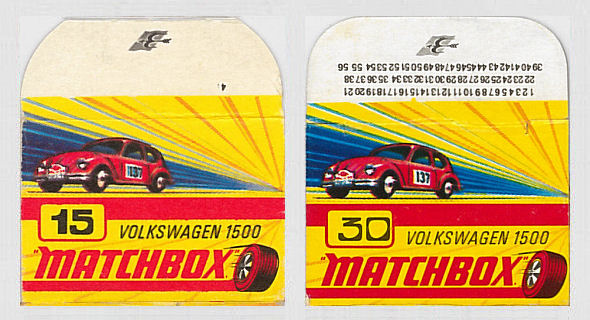 4.
137
15
VOLKSWAGEN 1500
"MATCHBOX"
1 2 3 4 5 6 7 8 9 10 11 12 13 14 15 16 17 18 19 20 21
22 23 24 25 26 27 28 29 30 31 32 33 34 35 36 37 38
39 40 41 42 43 44 45 46 47 48 49 50 51 52 53 54 55 56
137
30
VOLKSWAGEN 1500
"MATCHBOX"